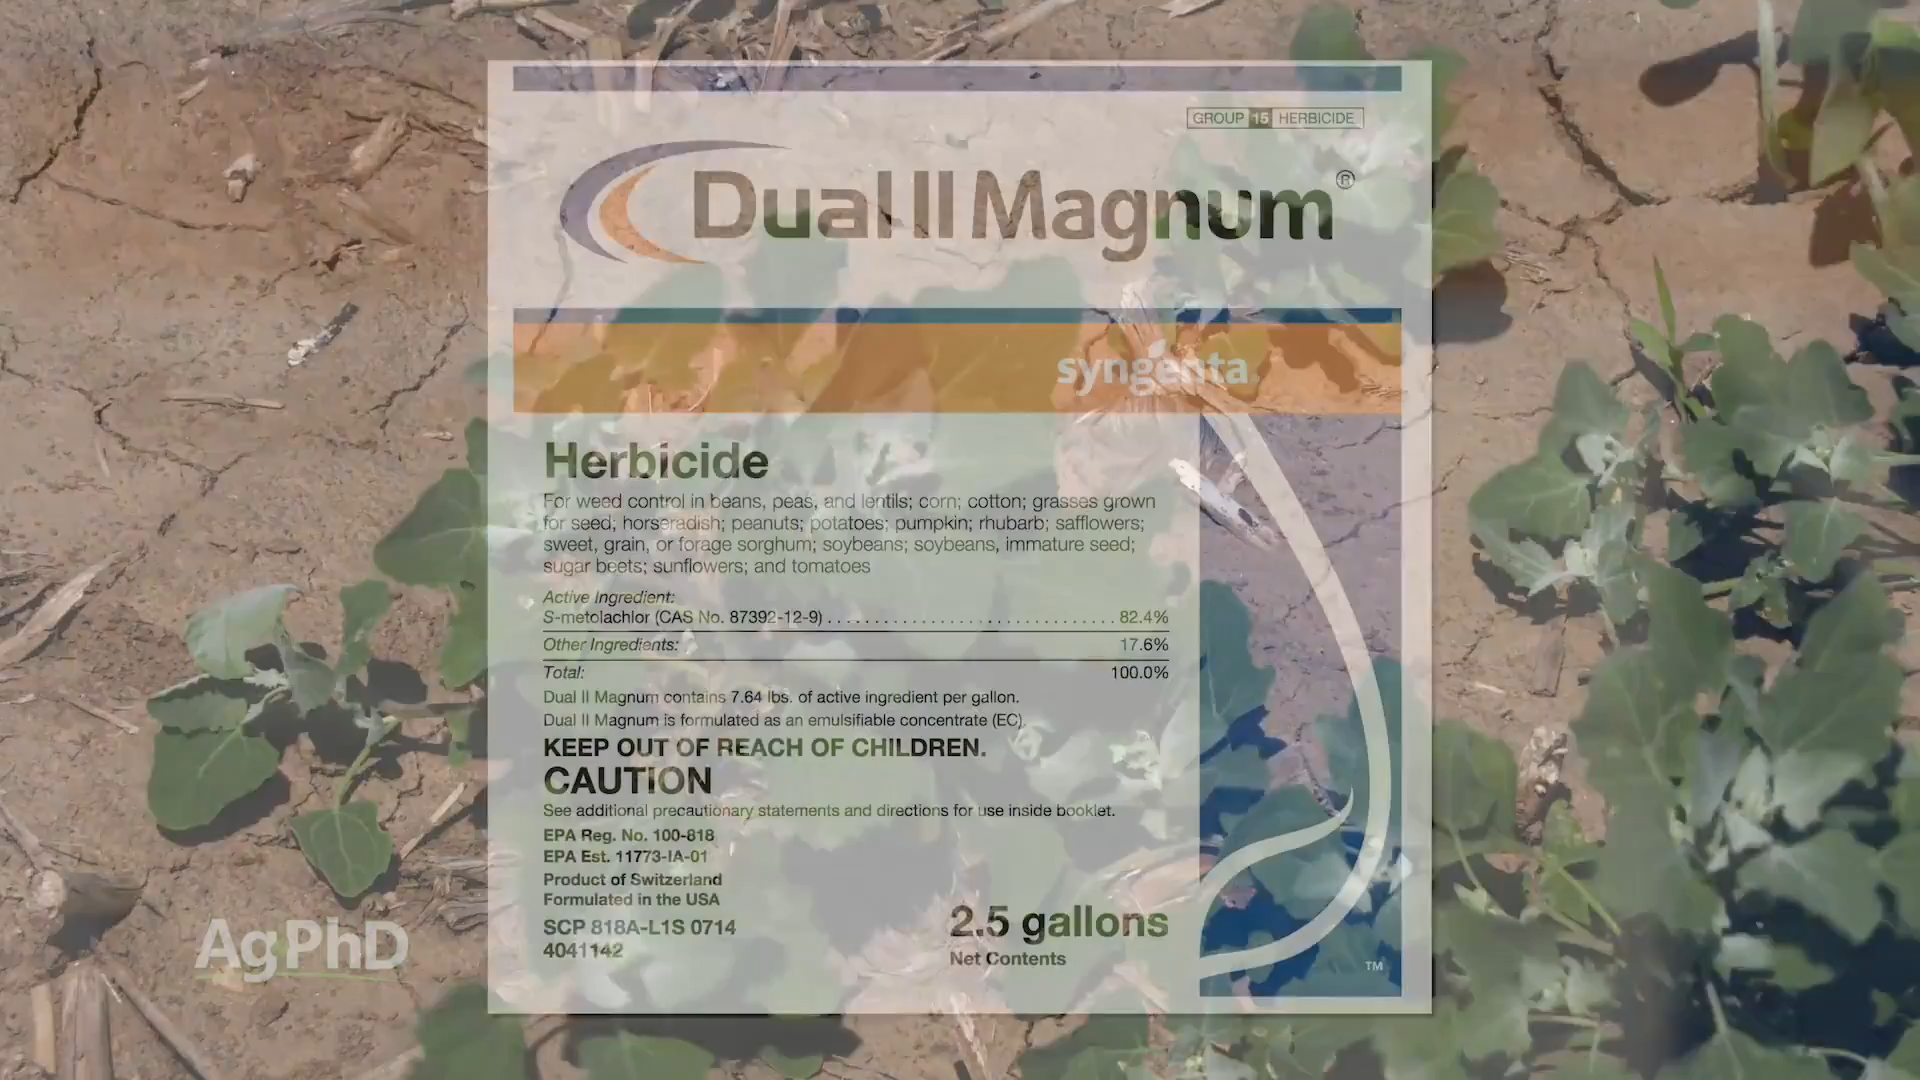 GROUP 15 HERBICIDE
Dual II Magnum®
syngenta
Herbicide
For weed control in beans, peas, and lentils; corn; cotton; grasses grown
for seed; horseradish; peanuts; potatoes; pumpkin; rhubarb; safflowers;
sweet, grain, or forage sorghum; soybeans; soybeans, immature seed;
sugar beets; sunflowers; and tomatoes
Active Ingredient:
S-metolachlor (CAS No. 87392-12-9) . . . . . . . . . . . . . . . . . . . . . . . . . . . . . . 82.4%
Other Ingredients: 17.6%
Total: 100.0%
Dual II Magnum contains 7.64 lbs. of active ingredient per gallon.
Dual II Magnum is formulated as an emulsifiable concentrate (EC).
KEEP OUT OF REACH OF CHILDREN.
CAUTION
See additional precautionary statements and directions for use inside booklet.
EPA Reg. No. 100-818
EPA Est. 11773-IA-01
Product of Switzerland
Formulated in the USA
SCP 818A-L1S 0714
4041142
2.5 gallons
Net Contents
TM
AgPhD